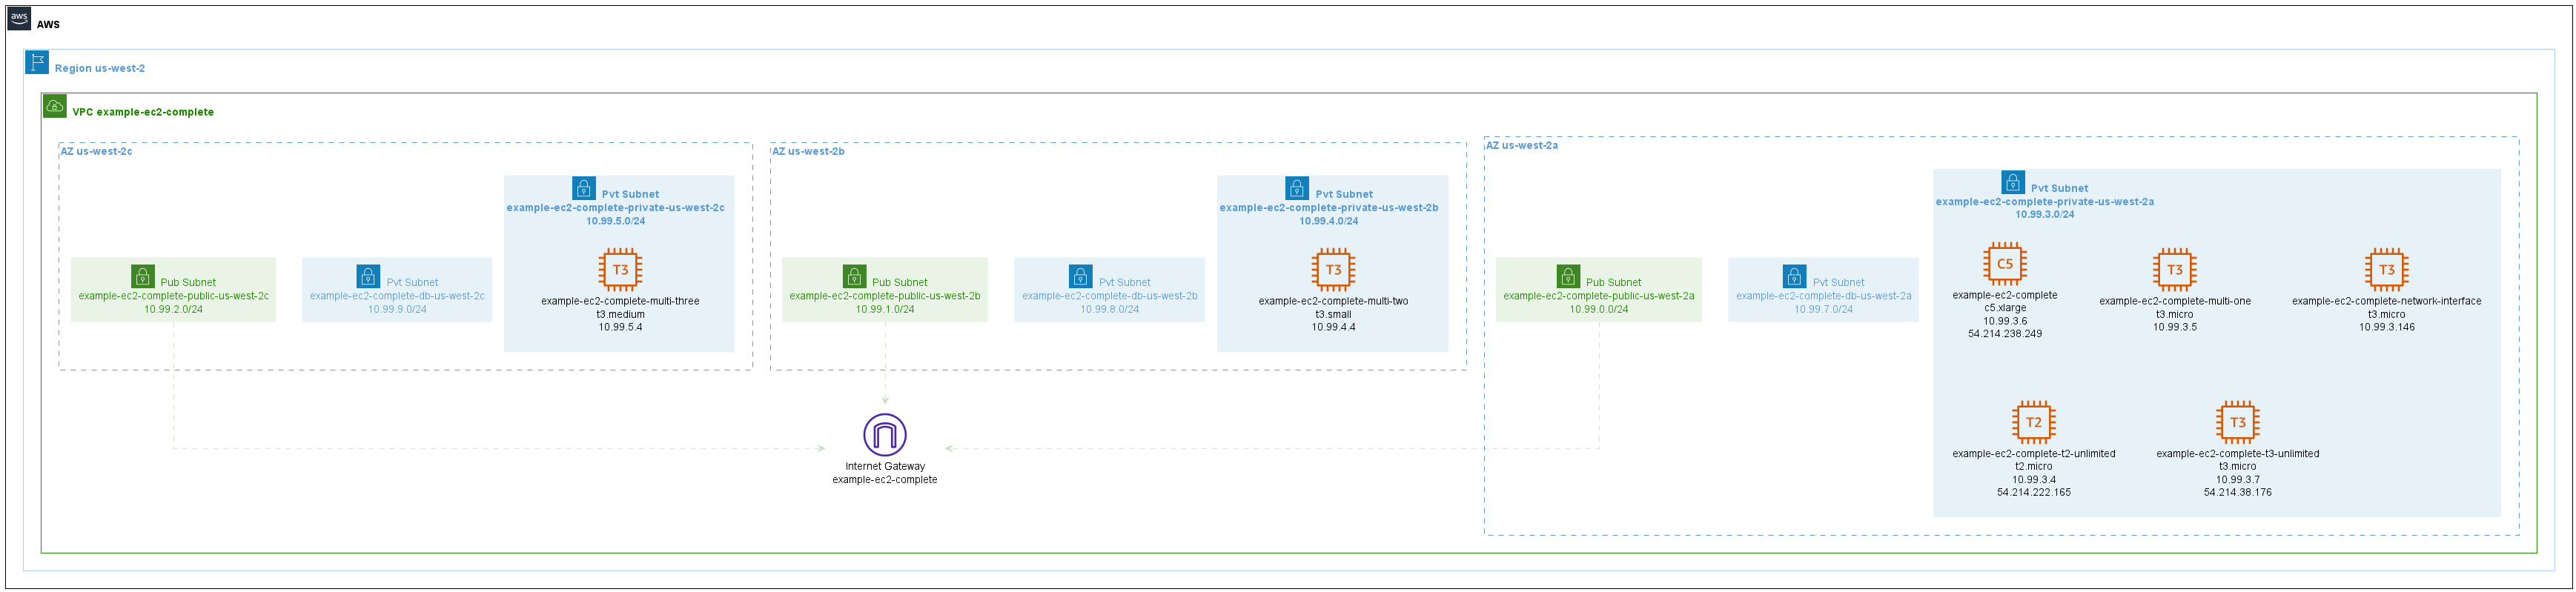 aws
AWS
Region us-west-2
VPC example-ec2-complete
AZ us-west-2c
Pub Subnet
example-ec2-complete-public-us-west-2c
10.99.2.0/24
Pvt Subnet
example-ec2-complete-db-us-west-2c
10.99.9.0/24
Pvt Subnet
example-ec2-complete-private-us-west-2c
10.99.5.0/24
T3
example-ec2-complete-multi-three
t3.medium
10.99.5.4
AZ us-west-2b
Pub Subnet
example-ec2-complete-public-us-west-2b
10.99.1.0/24
Pvt Subnet
example-ec2-complete-db-us-west-2b
10.99.8.0/24
Pvt Subnet
example-ec2-complete-private-us-west-2b
10.99.4.0/24
T3
example-ec2-complete-multi-two
t3.small
10.99.4.4
AZ us-west-2a
Pub Subnet
example-ec2-complete-public-us-west-2a
10.99.0.0/24
Pvt Subnet
example-ec2-complete-db-us-west-2a
10.99.7.0/24
Pvt Subnet
example-ec2-complete-private-us-west-2a
10.99.3.0/24
C5
example-ec2-complete
c5.xlarge
10.99.3.6
54.214.238.249
T3
example-ec2-complete-multi-one
t3.micro
10.99.3.5
T3
example-ec2-complete-network-interface
t3.micro
10.99.3.146
T2
example-ec2-complete-t2-unlimited
t2.micro
10.99.3.4
54.214.222.165
T3
example-ec2-complete-t3-unlimited
t3.micro
10.99.3.7
54.214.38.176
Internet Gateway
example-ec2-complete